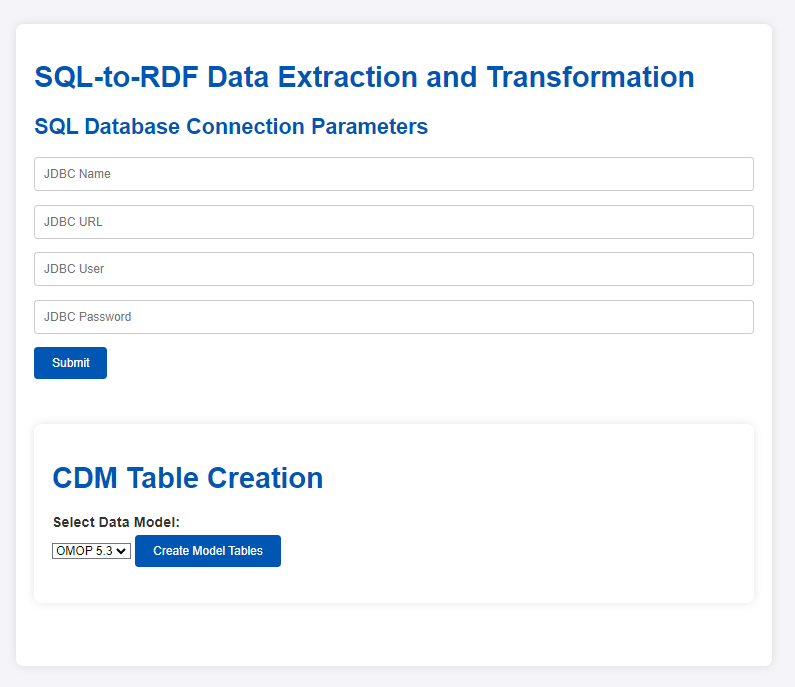 SQL-to-RDF Data Extraction and Transformation
SQL Database Connection Parameters
JDBC Name
JDBC URL
JDBC User
JDBC Password
Submit
CDM Table Creation
Select Data Model:
OMOP 5.3 Create Model Tables